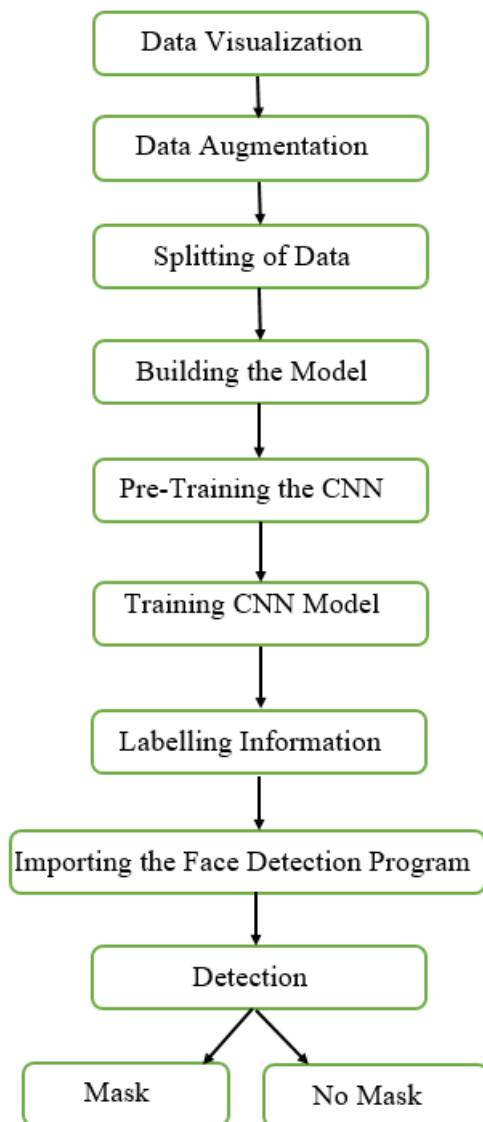 Data Visualization
Data Augmentation
Splitting of Data
Building the Model
Pre-Training the CNN
Training CNN Model
Labelling Information
Importing the Face Detection Program
Detection
Mask
No Mask